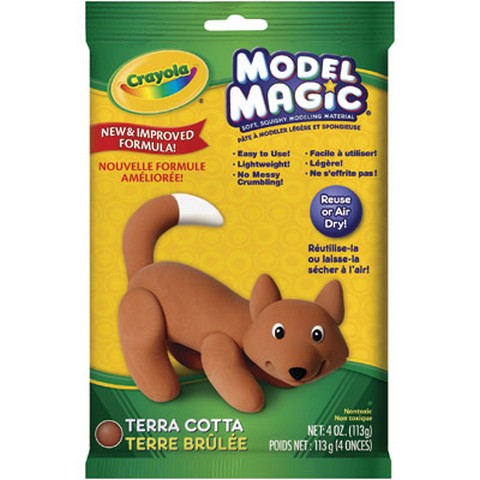 Crayola
MODEL
MAGIC®
SOFT, SQUISHY MODELING MATERIAL
PÂTE À MODELER LÉGÈRE ET SPONGIEUSE
NEW & IMPROVED
FORMULA!
NOUVELLE FORMULE
AMÉLIORÉE!
• Easy to Use!
• Lightweight!
• No Messy
Crumbling!
• Facile à utiliser!
• Légère!
• Ne s'effrite pas!
Reuse
or Air
Dry!
Réutilise-la
ou laisse-la
sécher à l'air!
TERRA COTTA
TERRE BRÛLÉE
Nontoxic
Non toxique
NET: 4 OZ. (113g)
POIDS NET: 113 g (4 ONCES)